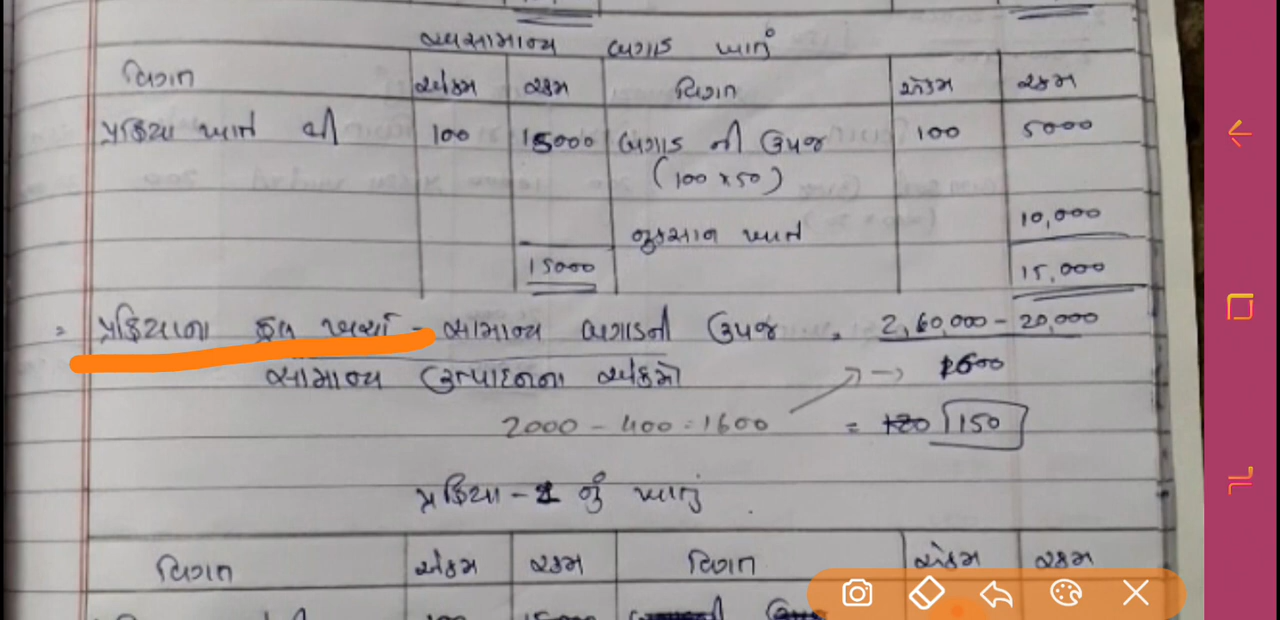 અસામાન્ય બગાડ ખાતું
વિગત એકમ રકમ વિગત એકમ રકમ
પ્રક્રિયા ખાતે થી 100 15000 બગાડ ની ઉપજ 100 5000
(100 x 50)
નુકસાન ખાતે 10,000
15000 15,000
= પ્રક્રિયાના કુલ ખર્ચા - સામાન્ય બગાડની ઉપજ = 2,60,000 - 20,000
સામાન્ય ઉત્પાદનના એકમો → 1600
2000 - 400 = 1600 = 150
પ્રક્રિયા - 2 નું ખાતું
વિગત એકમ રકમ વિગત એકમ રકમ